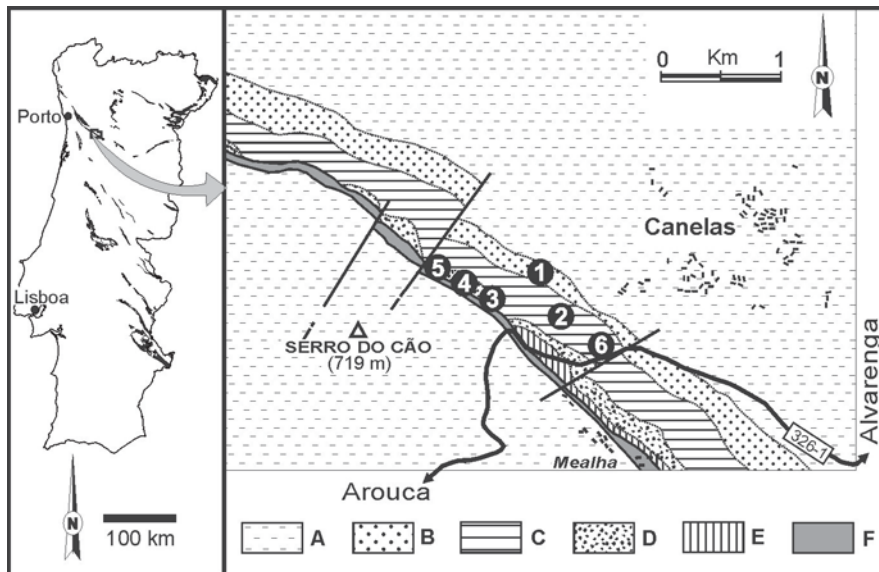 Porto
Lisboa
N
100 km
0 Km 1
N
Canelas
1
5
4
3
2
6
SERRO DO CÃO
(719 m)
326-1
Alvarenga
Mealha
Arouca
A
B
C
D
E
F